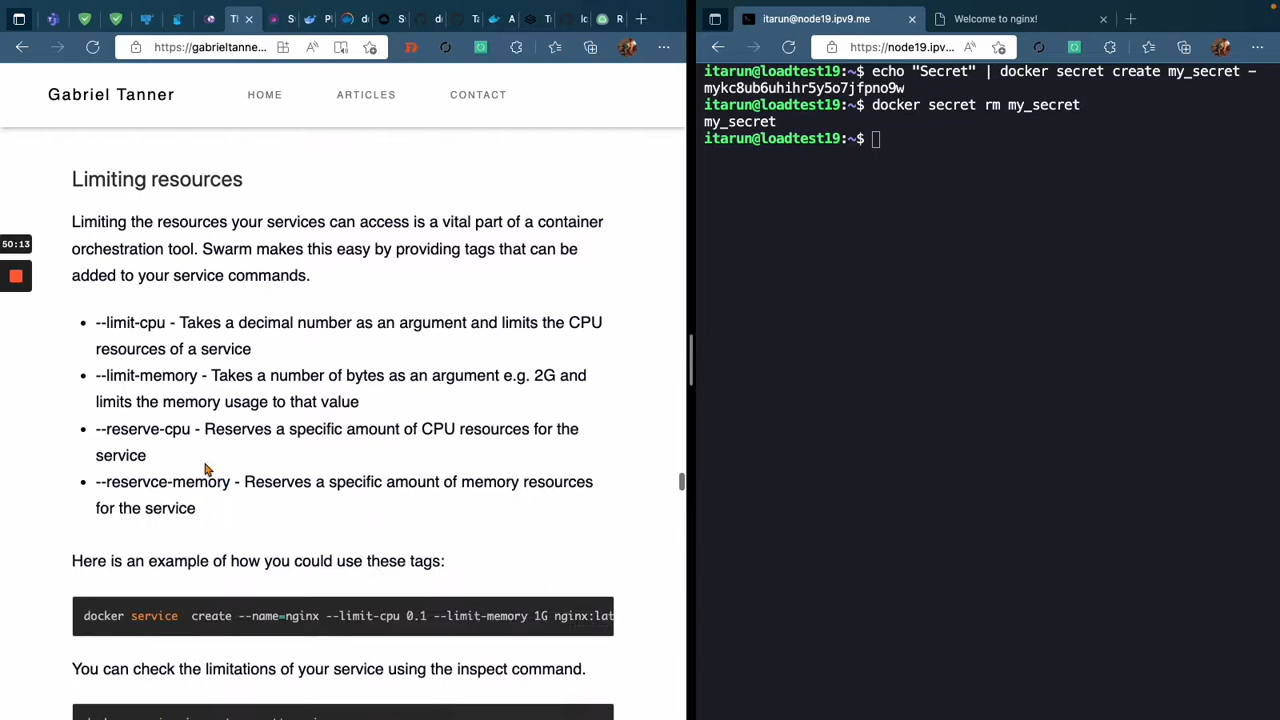 https://gabrieltanne...
Gabriel Tanner
HOME
ARTICLES
CONTACT
Limiting resources
Limiting the resources your services can access is a vital part of a container
orchestration tool. Swarm makes this easy by providing tags that can be
added to your service commands.
50:13
--limit-cpu - Takes a decimal number as an argument and limits the CPU
resources of a service
--limit-memory - Takes a number of bytes as an argument e.g. 2G and
limits the memory usage to that value
--reserve-cpu - Reserves a specific amount of CPU resources for the
service
--reservce-memory - Reserves a specific amount of memory resources
for the service
Here is an example of how you could use these tags:
docker service create --name=nginx --limit-cpu 0.1 --limit-memory 1G nginx:lat
You can check the limitations of your service using the inspect command.
itarun@node19.ipv9.me
Welcome to nginx!
https://node19.ipv...
itarun@loadtest19:~$ echo "Secret" | docker secret create my_secret -
mykc8ub6uhihr5y5o7jfpno9w
itarun@loadtest19:~$ docker secret rm my_secret
my_secret
itarun@loadtest19:~$